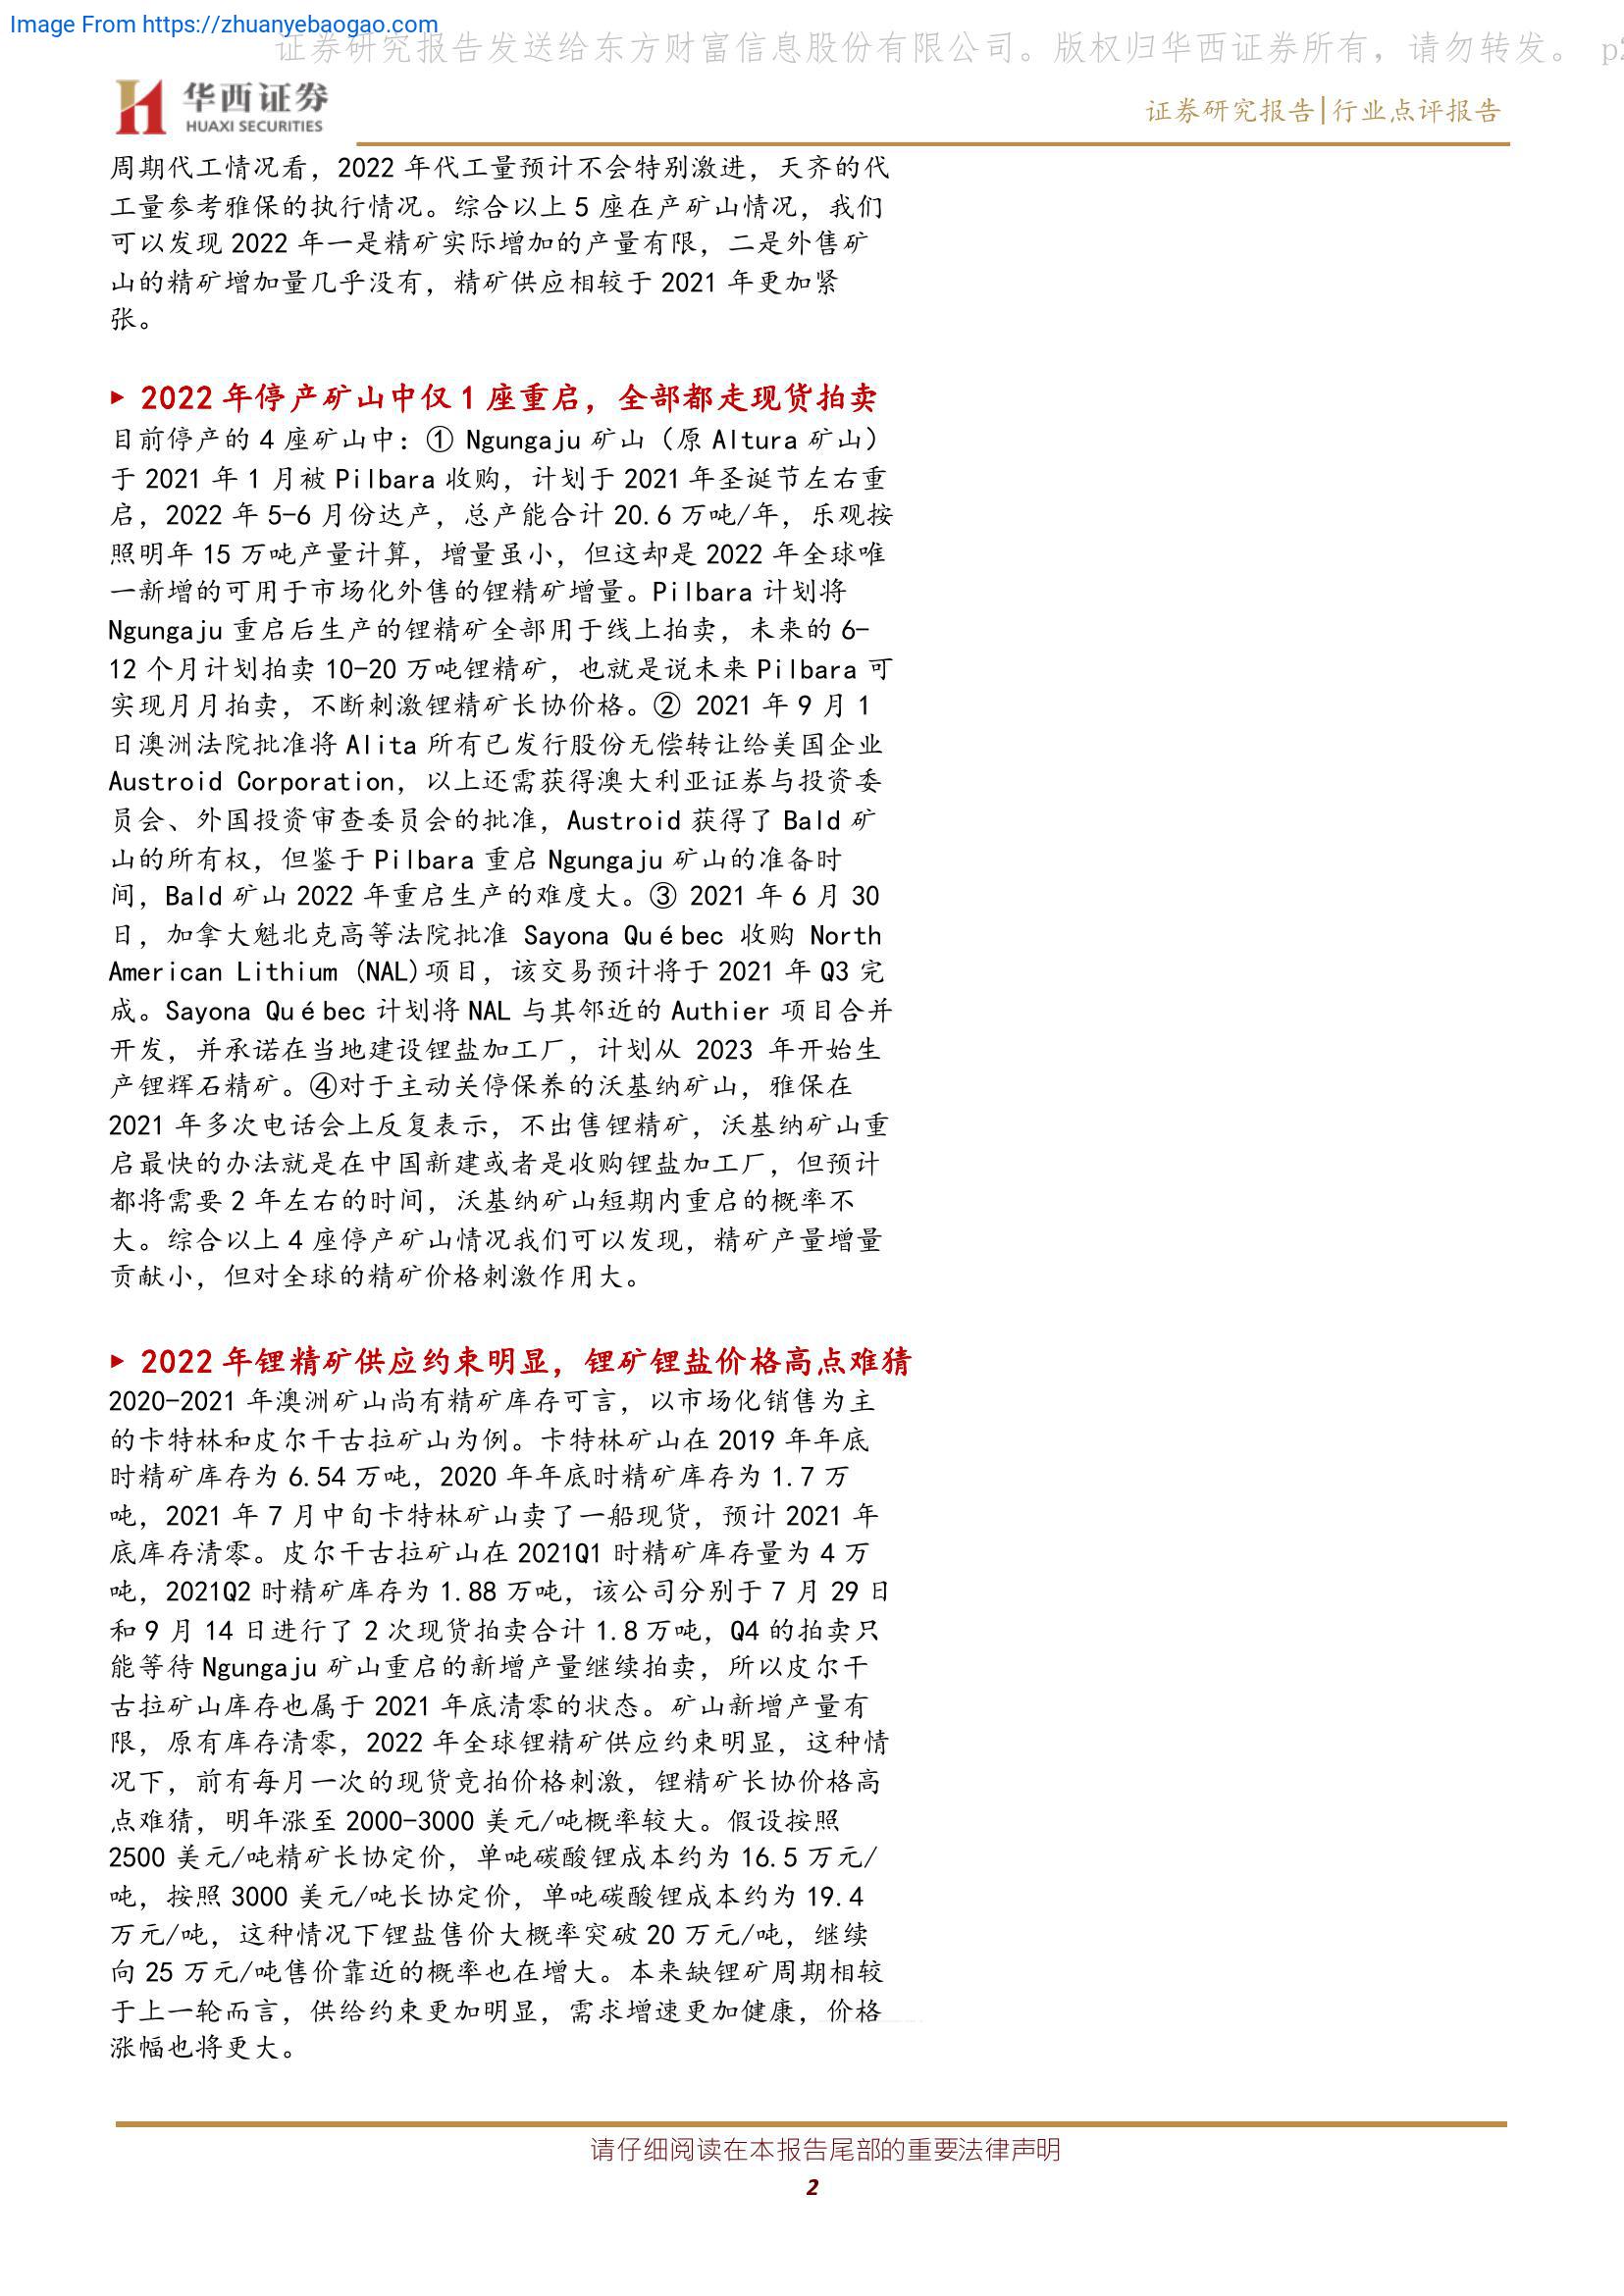 Image From https://zhuanyebaogao.com
证券研究报告发送给东方财富信息股份有限公司。版权归华西证券所有，请勿转发。 p2
华西证券
HUAXI SECURITIES
证券研究报告|行业点评报告
周期代工情况看，2022 年代工量预计不会特别激进，天齐的代
工量参考雅保的执行情况。综合以上 5 座在产矿山情况，我们
可以发现 2022 年一是精矿实际增加的产量有限，二是外售矿
山的精矿增加量几乎没有，精矿供应相较于 2021 年更加紧
张。
▶ 2022 年停产矿山中仅 1 座重启，全部都走现货拍卖
目前停产的 4 座矿山中：① Ngungaju 矿山（原 Altura 矿山）
于 2021 年 1 月被 Pilbara 收购，计划于 2021 年圣诞节左右重
启，2022 年 5-6 月份达产，总产能合计 20.6 万吨/年，乐观按
照明年 15 万吨产量计算，增量虽小，但这却是 2022 年全球唯
一新增的可用于市场化外售的锂精矿增量。Pilbara 计划将
Ngungaju 重启后生产的锂精矿全部用于线上拍卖，未来的 6-
12 个月计划拍卖 10-20 万吨锂精矿，也就是说未来 Pilbara 可
实现月月拍卖，不断刺激锂精矿长协价格。② 2021 年 9 月 1
日澳洲法院批准将 Alita 所有已发行股份无偿转让给美国企业
Austroid Corporation，以上还需获得澳大利亚证券与投资委
员会、外国投资审查委员会的批准，Austroid 获得了 Bald 矿
山的所有权，但鉴于 Pilbara 重启 Ngungaju 矿山的准备时
间，Bald 矿山 2022 年重启生产的难度大。③ 2021 年 6 月 30
日，加拿大魁北克高等法院批准 Sayona Québec 收购 North
American Lithium (NAL)项目，该交易预计将于 2021 年 Q3 完
成。Sayona Québec 计划将 NAL 与其邻近的 Authier 项目合并
开发，并承诺在当地建设锂盐加工厂，计划从 2023 年开始生
产锂辉石精矿。④对于主动关停保养的沃基纳矿山，雅保在
2021 年多次电话会上反复表示，不出售锂精矿，沃基纳矿山重
启最快的办法就是在中国新建或者是收购锂盐加工厂，但预计
都将需要 2 年左右的时间，沃基纳矿山短期内重启的概率不
大。综合以上 4 座停产矿山情况我们可以发现，精矿产量增量
贡献小，但对全球的精矿价格刺激作用大。
▶ 2022 年锂精矿供应约束明显，锂矿锂盐价格高点难猜
2020-2021 年澳洲矿山尚有精矿库存可言，以市场化销售为主
的卡特林和皮尔干古拉矿山为例。卡特林矿山在 2019 年年底
时精矿库存为 6.54 万吨，2020 年年底时精矿库存为 1.7 万
吨，2021 年 7 月中旬卡特林矿山卖了一船现货，预计 2021 年
底库存清零。皮尔干古拉矿山在 2021Q1 时精矿库存量为 4 万
吨，2021Q2 时精矿库存为 1.88 万吨，该公司分别于 7 月 29 日
和 9 月 14 日进行了 2 次现货拍卖合计 1.8 万吨，Q4 的拍卖只
能等待 Ngungaju 矿山重启的新增产量继续拍卖，所以皮尔干
古拉矿山库存也属于 2021 年底清零的状态。矿山新增产量有
限，原有库存清零，2022 年全球锂精矿供应约束明显，这种情
况下，前有每月一次的现货竞拍价格刺激，锂精矿长协价格高
点难猜，明年涨至 2000-3000 美元/吨概率较大。假设按照
2500 美元/吨精矿长协定价，单吨碳酸锂成本约为 16.5 万元/
吨，按照 3000 美元/吨长协定价，单吨碳酸锂成本约为 19.4
万元/吨，这种情况下锂盐售价大概率突破 20 万元/吨，继续
向 25 万元/吨售价靠近的概率也在增大。本来缺锂矿周期相较
于上一轮而言，供给约束更加明显，需求增速更加健康，价格
涨幅也将更大。
请仔细阅读在本报告尾部的重要法律声明
2